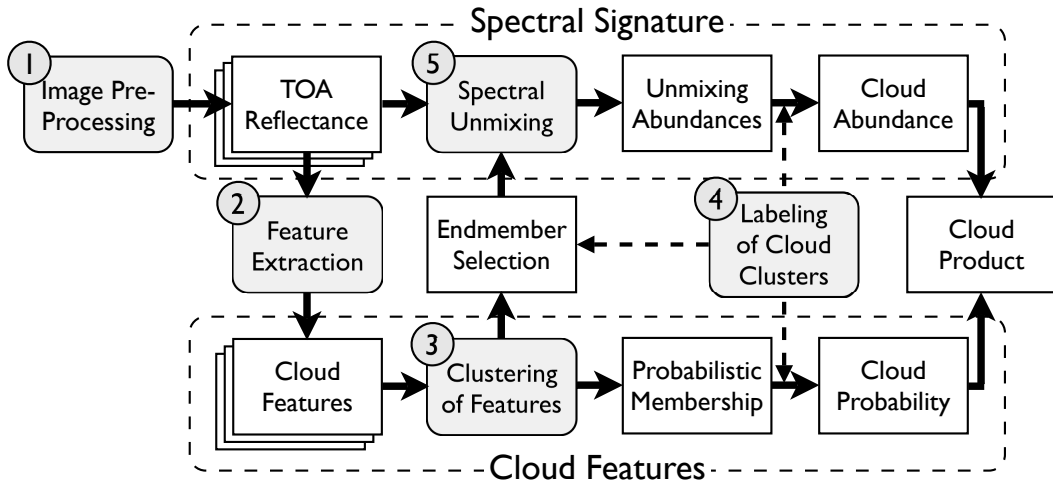 Spectral Signature
1
Image Pre-
Processing
TOA
Reflectance
5
Spectral
Unmixing
Unmixing
Abundances
Cloud
Abundance
2
Feature
Extraction
Endmember
Selection
4
Labeling
of Cloud
Clusters
Cloud
Product
Cloud
Features
3
Clustering
of Features
Probabilistic
Membership
Cloud
Probability
Cloud Features